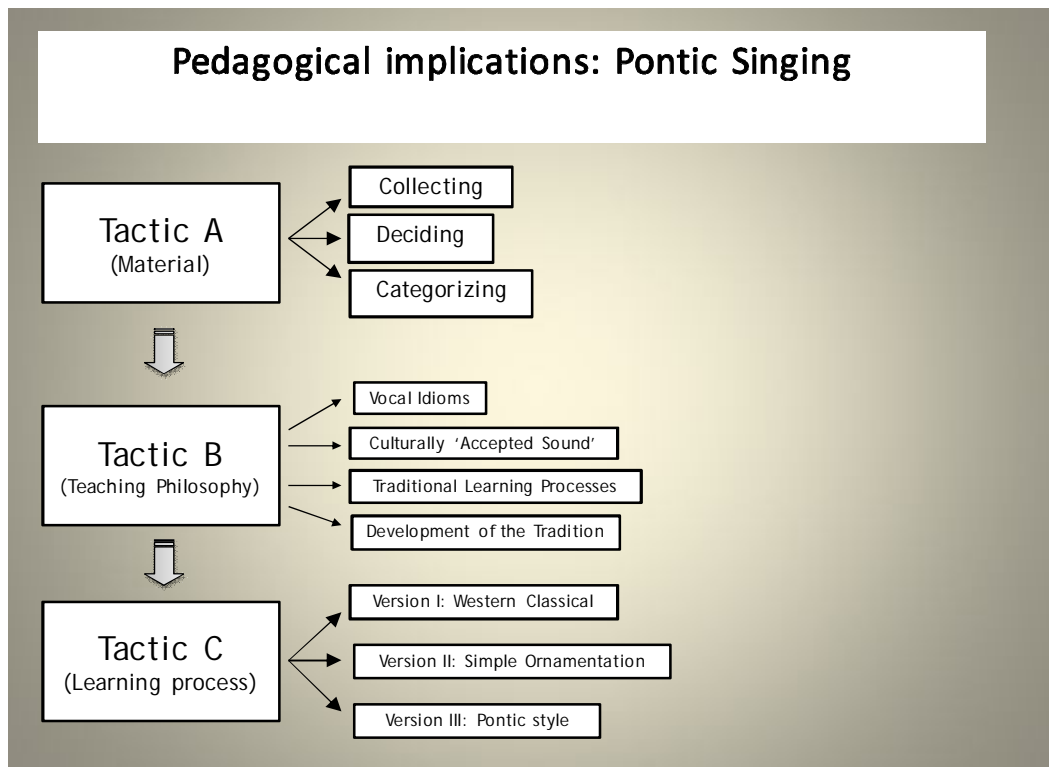 Pedagogical implications: Pontic Singing
Tactic A
(Material)
Collecting
Deciding
Categorizing
Tactic B
(Teaching Philosophy)
Vocal Idioms
Culturally ‘Accepted Sound’
Traditional Learning Processes
Development of the Tradition
Tactic C
(Learning process)
Version I: Western Classical
Version II: Simple Ornamentation
Version III: Pontic style